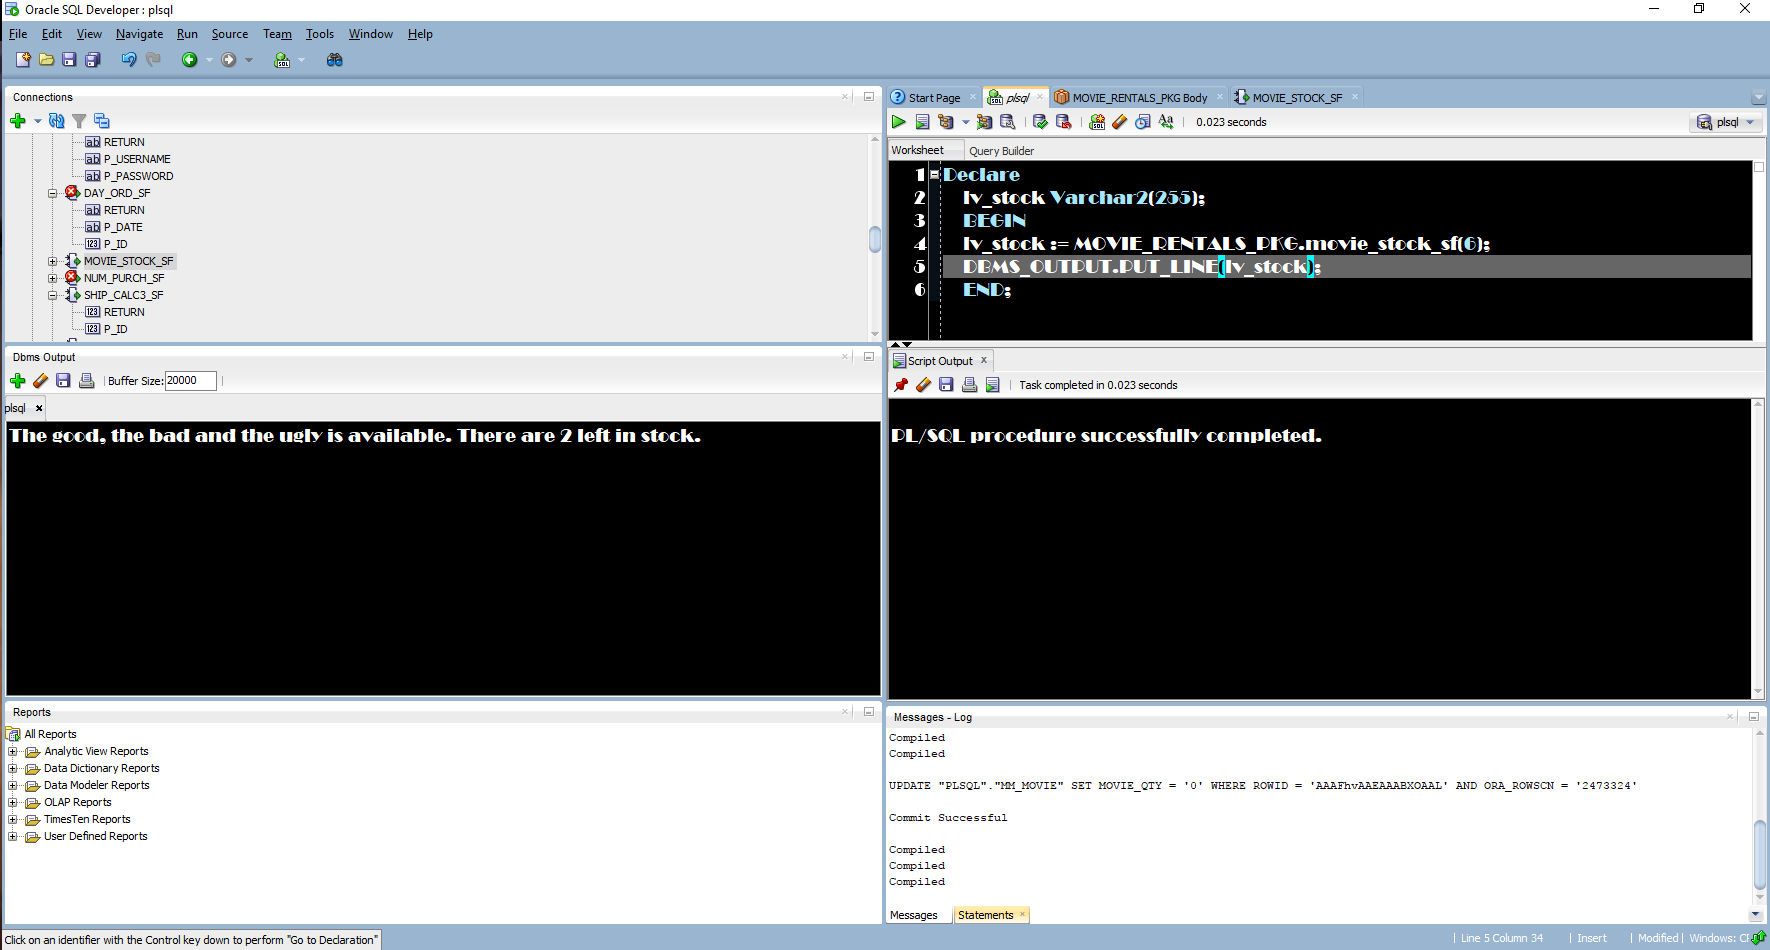 Oracle SQL Developer : plsql
File Edit View Navigate Run Source Team Tools Window Help
Connections
RETURN
P_USERNAME
P_PASSWORD
DAY_ORD_SF
RETURN
P_DATE
P_ID
MOVIE_STOCK_SF
NUM_PURCH_SF
SHIP_CALC3_SF
RETURN
P_ID
Dbms Output
Buffer Size: 20000
plsql
The good, the bad and the ugly is available. There are 2 left in stock.
Reports
All Reports
Analytic View Reports
Data Dictionary Reports
Data Modeler Reports
OLAP Reports
TimesTen Reports
User Defined Reports
Start Page plsql MOVIE_RENTALS_PKG Body MOVIE_STOCK_SF
0.023 seconds
plsql
Worksheet Query Builder
1 Declare
2 lv_stock Varchar2(255);
3 BEGIN
4 lv_stock := MOVIE_RENTALS_PKG.movie_stock_sf(6);
5 DBMS_OUTPUT.PUT_LINE(lv_stock);
6 END;
Script Output
Task completed in 0.023 seconds
PL/SQL procedure successfully completed.
Messages - Log
Compiled
Compiled
UPDATE "PLSQL"."MM_MOVIE" SET MOVIE_QTY = '0' WHERE ROWID = 'AAAFhvAAEAAABXOAAL' AND ORA_ROWSCN = '2473324'
Commit Successful
Compiled
Compiled
Compiled
Messages Statements
Click on an identifier with the Control key down to perform "Go to Declaration"
Line 5 Column 34 Insert Modified Windows: